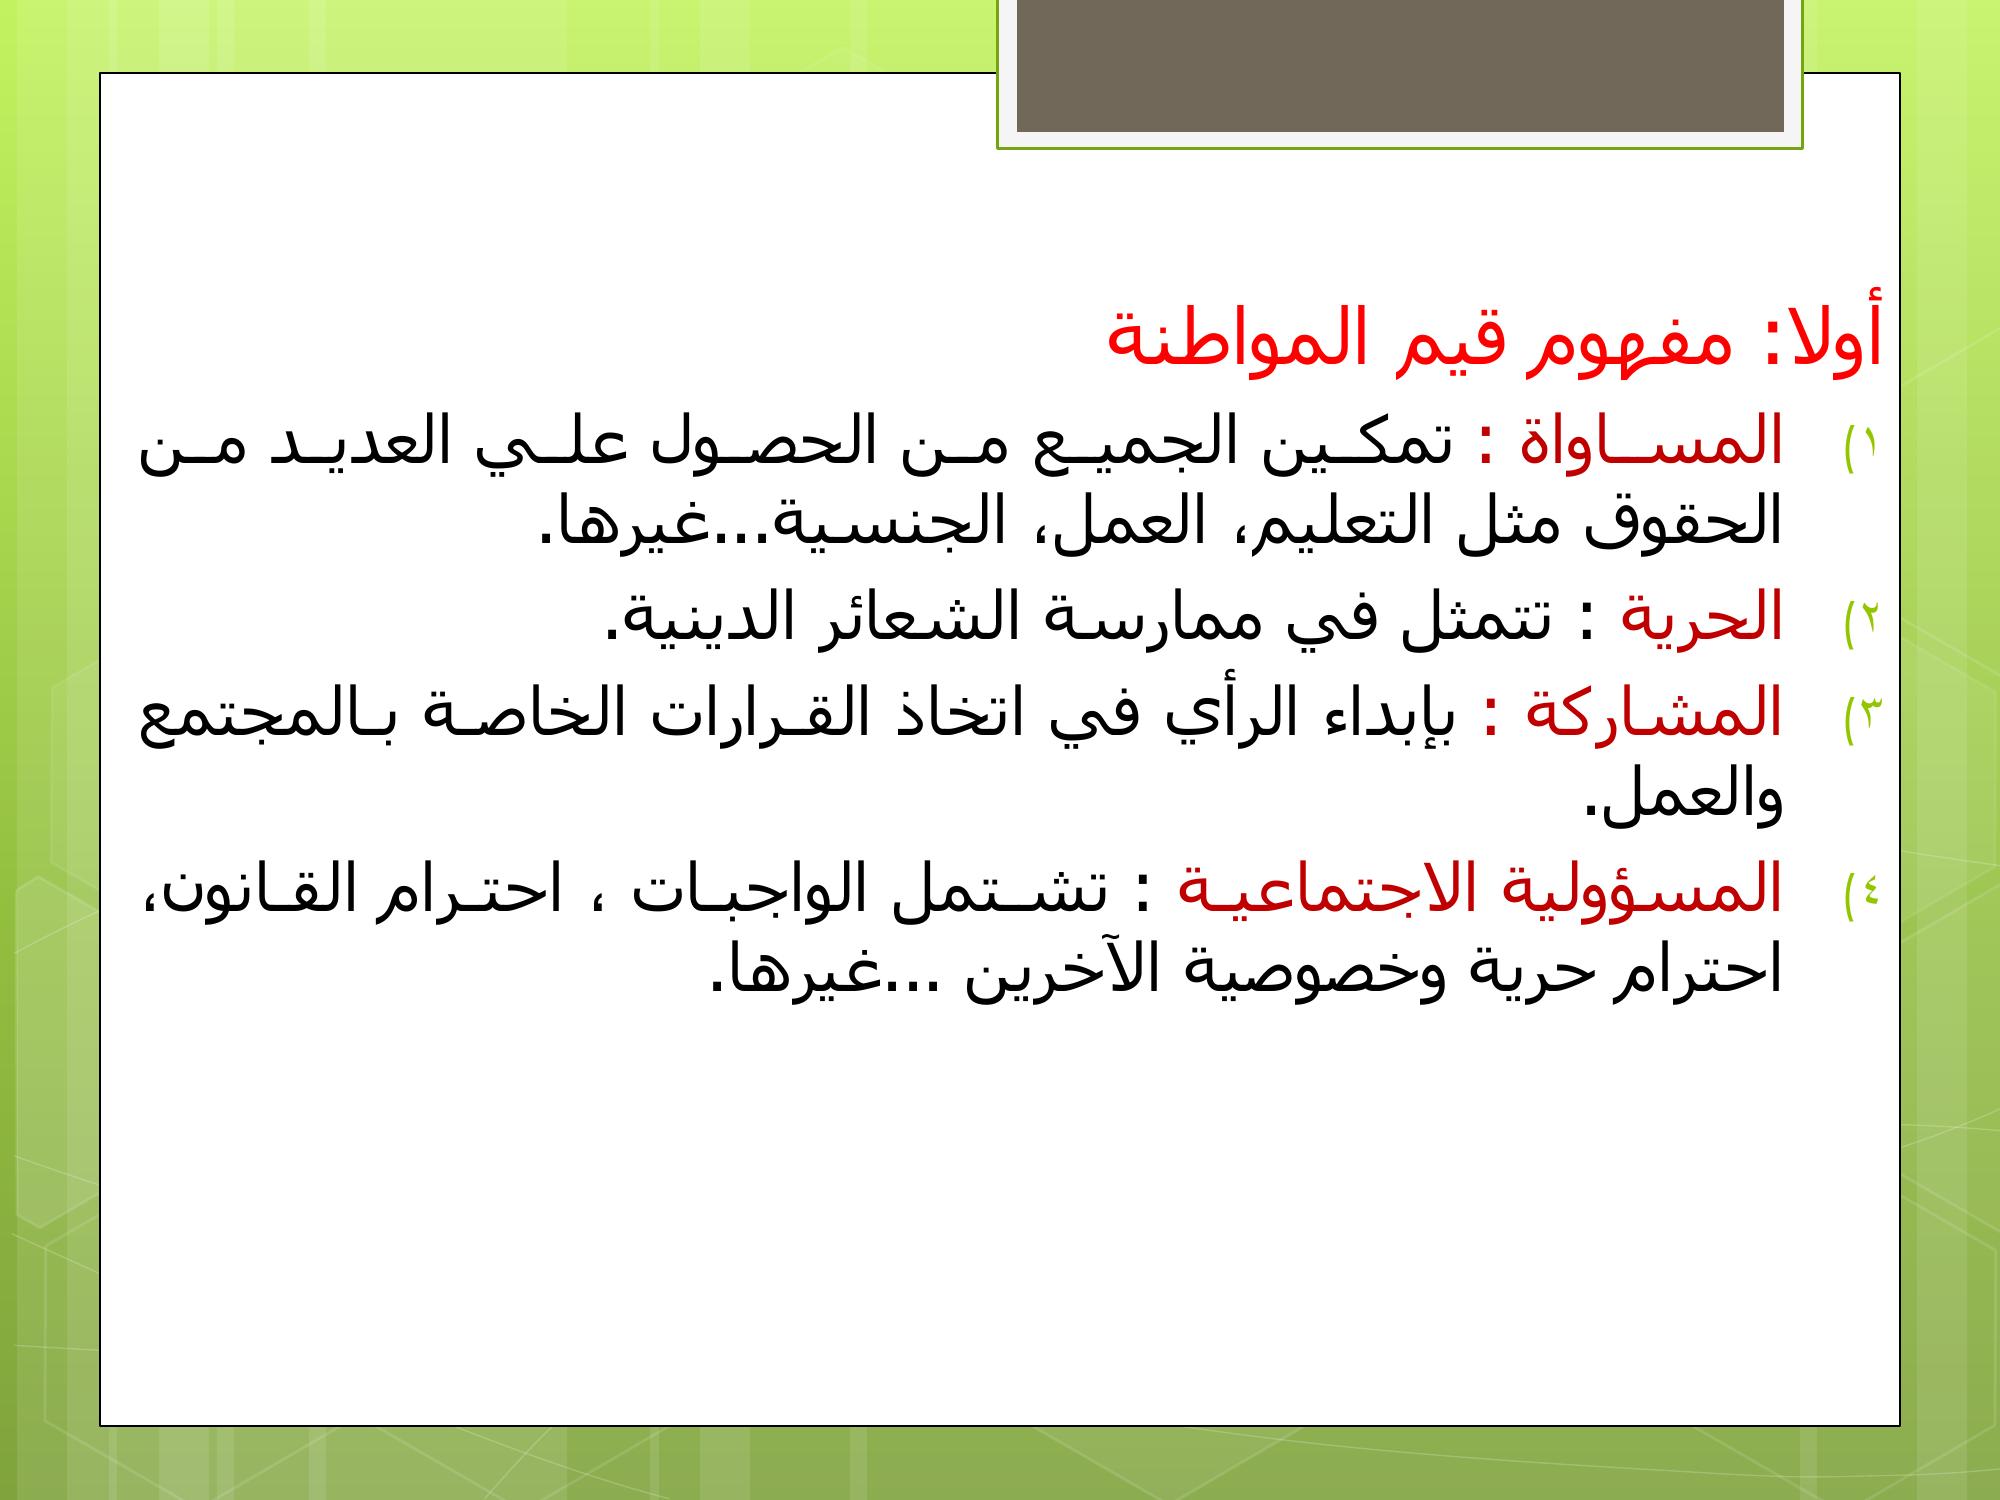 أولا: مفهوم قيم المواطنة
١) المساواة : تمكين الجميع من الحصول علي العديد من
الحقوق مثل التعليم، العمل، الجنسية...غيرها.
٢) الحرية : تتمثل في ممارسة الشعائر الدينية.
٣) المشاركة : بإبداء الرأي في اتخاذ القرارات الخاصة بالمجتمع
والعمل.
٤) المسؤولية الاجتماعية : تشتمل الواجبات ، احترام القانون،
احترام حرية وخصوصية الآخرين ...غيرها.